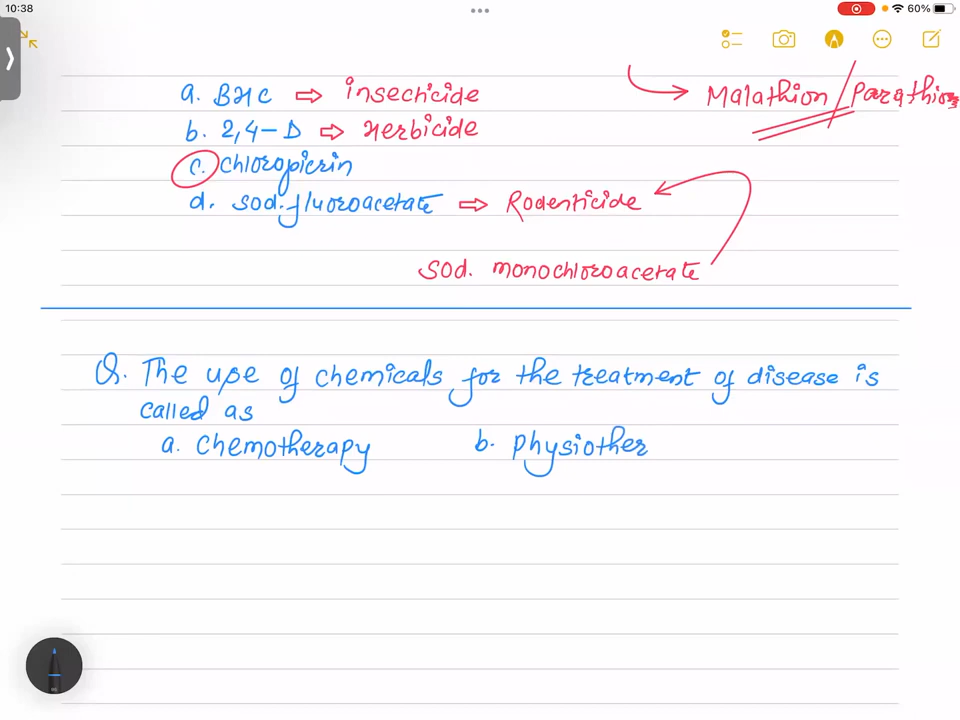 10:38
60%
Malathion / Parathion
a. BHC ⇒ insecticide
b. 2,4-D ⇒ Herbicide
c. chloropicrin
d. sod. fluoroacetate ⇒ Rodenticide
sod. monochloroacetate
Q. The use of chemicals for the treatment of disease is
called as
a. chemotherapy b. physiother